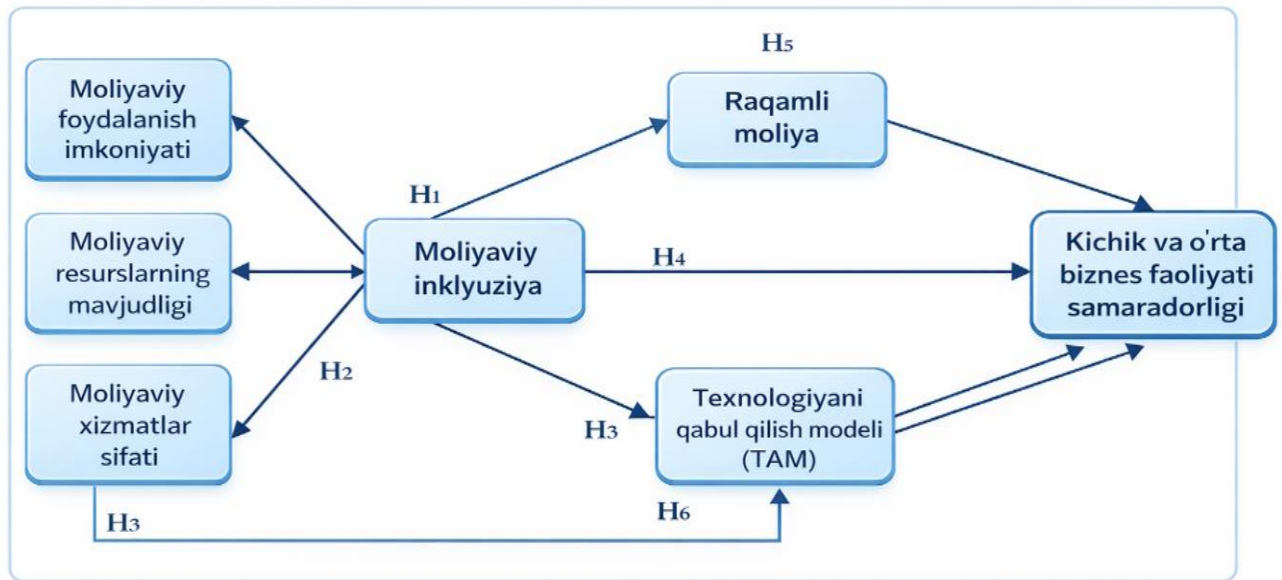 H5
Moliyaviy
foydalanish
imkoniyati
Raqamli
moliya
H1
Moliyaviy
resurslarning
mavjudligi
Moliyaviy
inklyuziya
H4
Kichik va o'rta
biznes faoliyati
samaradorligi
H2
Moliyaviy
xizmatlar
sifati
H3
Texnologiyani
qabul qilish modeli
(TAM)
H3
H6